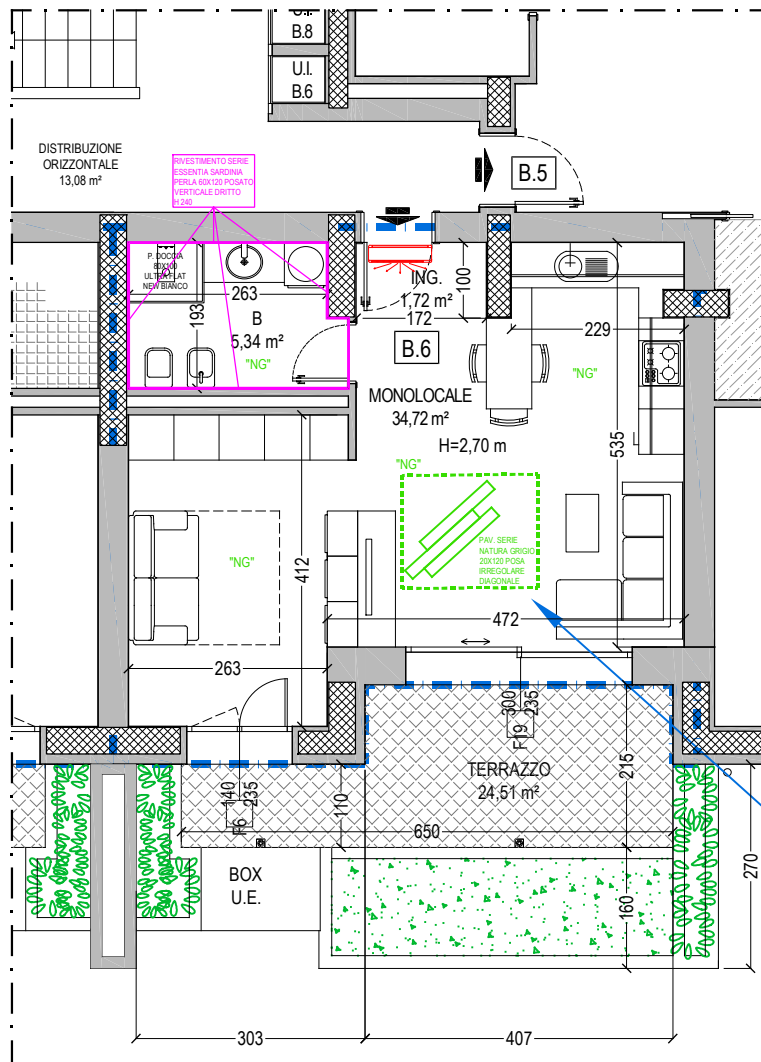 B.8
U.I.
B.6
DISTRIBUZIONE
ORIZZONTALE
13,08 m²
RIVESTIMENTO SERIE
ESSENTIA SARDINIA
PERLA 60X120 POSATO
VERTICALE DRITTO
H:240
B.5
P. DOCCIA
80X100
ULTRA FLAT
NEW BIANCO
263
193
B
5,34 m²
"NG"
ING.
1,72 m²
100
172
229
B.6
"NG"
MONOLOCALE
34,72 m²
H=2,70 m
535
"NG"
PAV. SERIE
NATURA GRIGIO
20X120 POSA
IRREGOLARE
DIAGONALE
"NG"
412
472
263
300
235
F19
140
235
F6
110
TERRAZZO
24,51 m²
215
650
BOX
U.E.
160
270
303
407